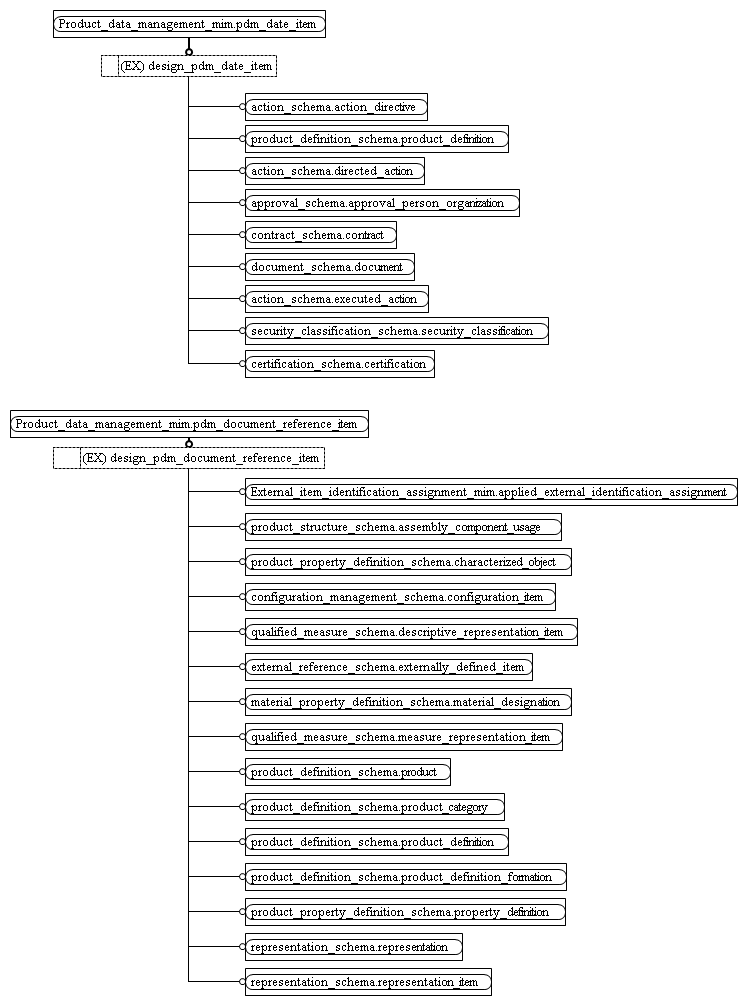 Product_data_management_mim.pdm_date_item
(EX) design_pdm_date_item
action_schema.action_directive
product_definition_schema.product_definition
action_schema.directed_action
approval_schema.approval_person_organization
contract_schema.contract
document_schema.document
action_schema.executed_action
security_classification_schema.security_classification
certification_schema.certification
Product_data_management_mim.pdm_document_reference_item
(EX) design_pdm_document_reference_item
External_item_identification_assignment_mim.applied_external_identification_assignment
product_structure_schema.assembly_component_usage
product_property_definition_schema.characterized_object
configuration_management_schema.configuration_item
qualified_measure_schema.descriptive_representation_item
external_reference_schema.externally_defined_item
material_property_definition_schema.material_designation
qualified_measure_schema.measure_representation_item
product_definition_schema.product
product_definition_schema.product_category
product_definition_schema.product_definition
product_definition_schema.product_definition_formation
product_property_definition_schema.property_definition
representation_schema.representation
representation_schema.representation_item